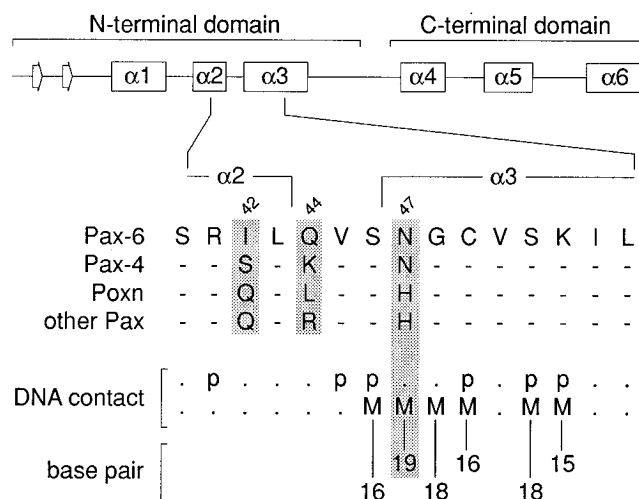 N-terminal domain C-terminal domain
α1 α2 α3 α4 α5 α6
α2 α3
42 44 47
Pax-6 S R I L Q V S N G C V S K I L
Pax-4 - - S - K - - N - - - - - - -
Poxn - - Q - L - - H - - - - - - -
other Pax - - Q - R - - H - - - - - - -
DNA contact . p . . . p p . . p . p p . .
. . . . . . M M M M . M M . .
base pair 19 16 15
16 18 18